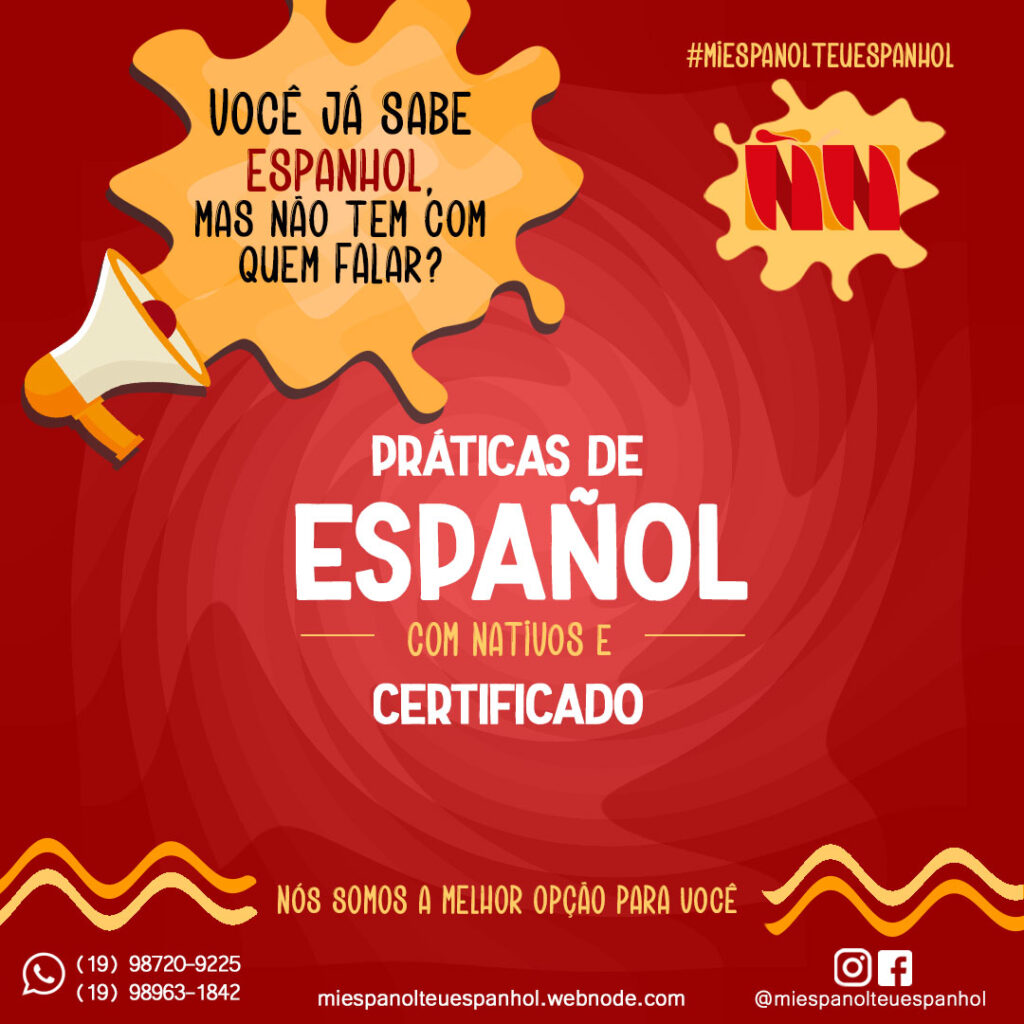 #MIESPANOLTEUESPANHOL
VOCÊ JÁ SABE
ESPANHOL,
MAS NÃO TEM COM
QUEM FALAR?
ÑN
PRÁTICAS DE
ESPAÑOL
COM NATIVOS E
CERTIFICADO
NÓS SOMOS A MELHOR OPÇÃO PARA VOCÊ
(19) 98720-9225
(19) 98963-1842
miespanolteuespanhol.webnode.com
@miespanolteuespanhol